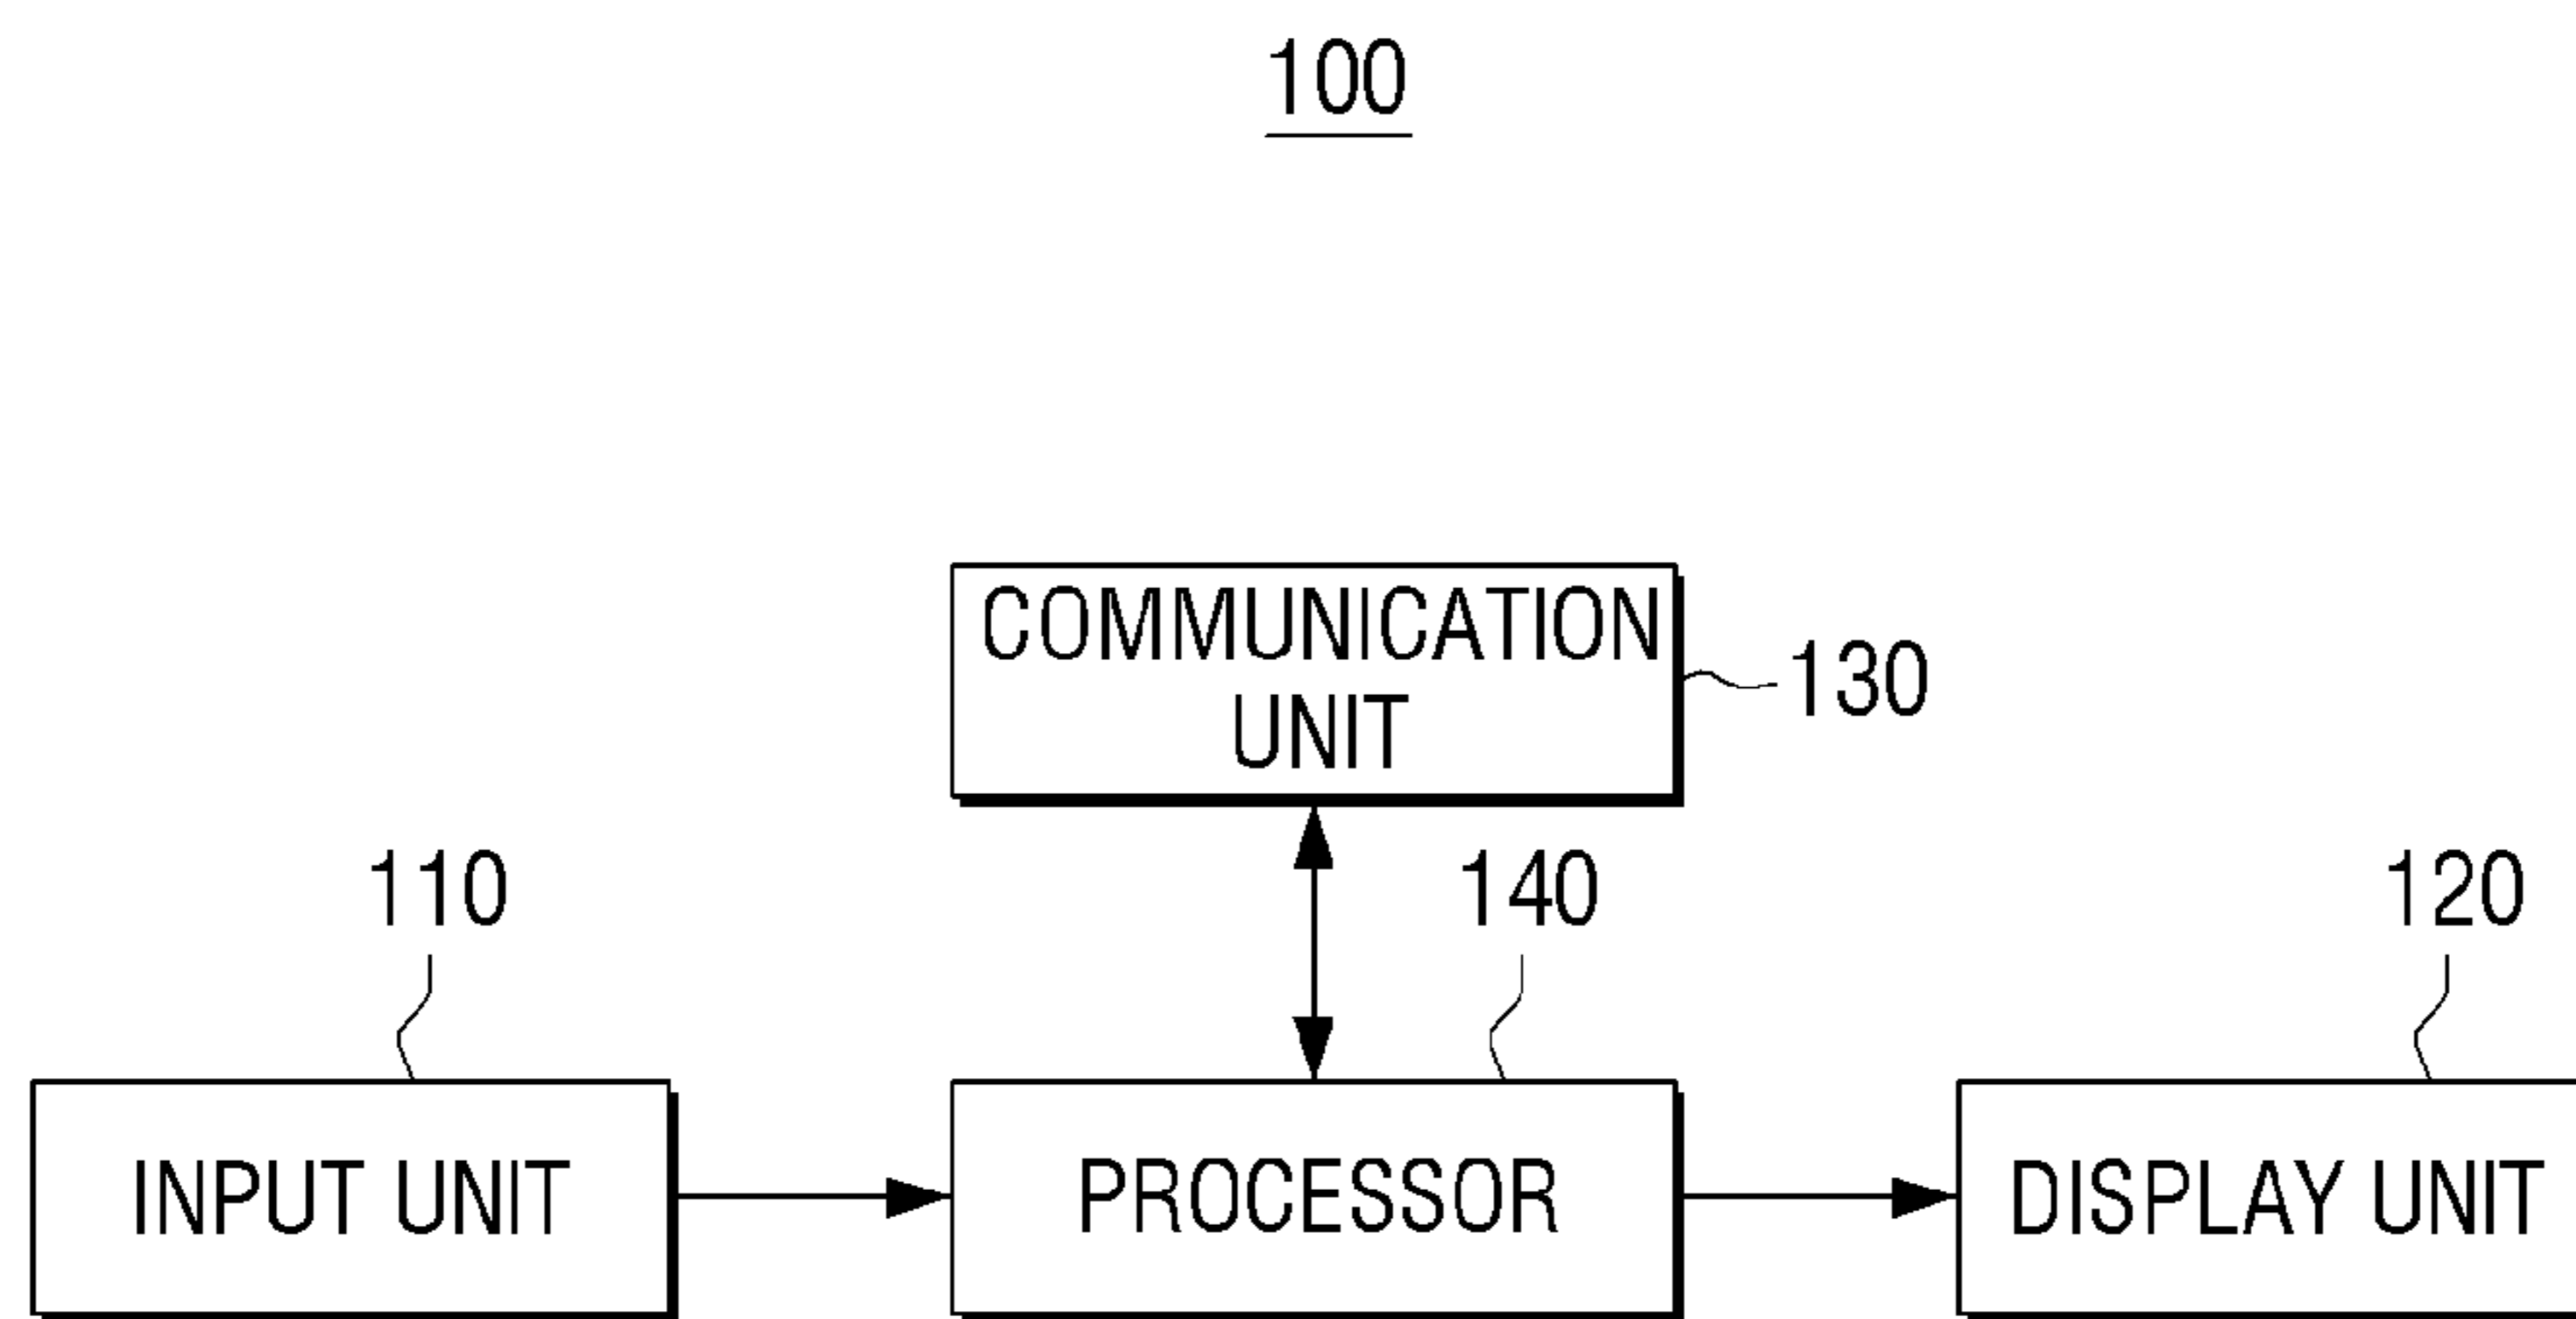 100
COMMUNICATION
UNIT
130
110
140
120
INPUT UNIT
PROCESSOR
DISPLAY UNIT